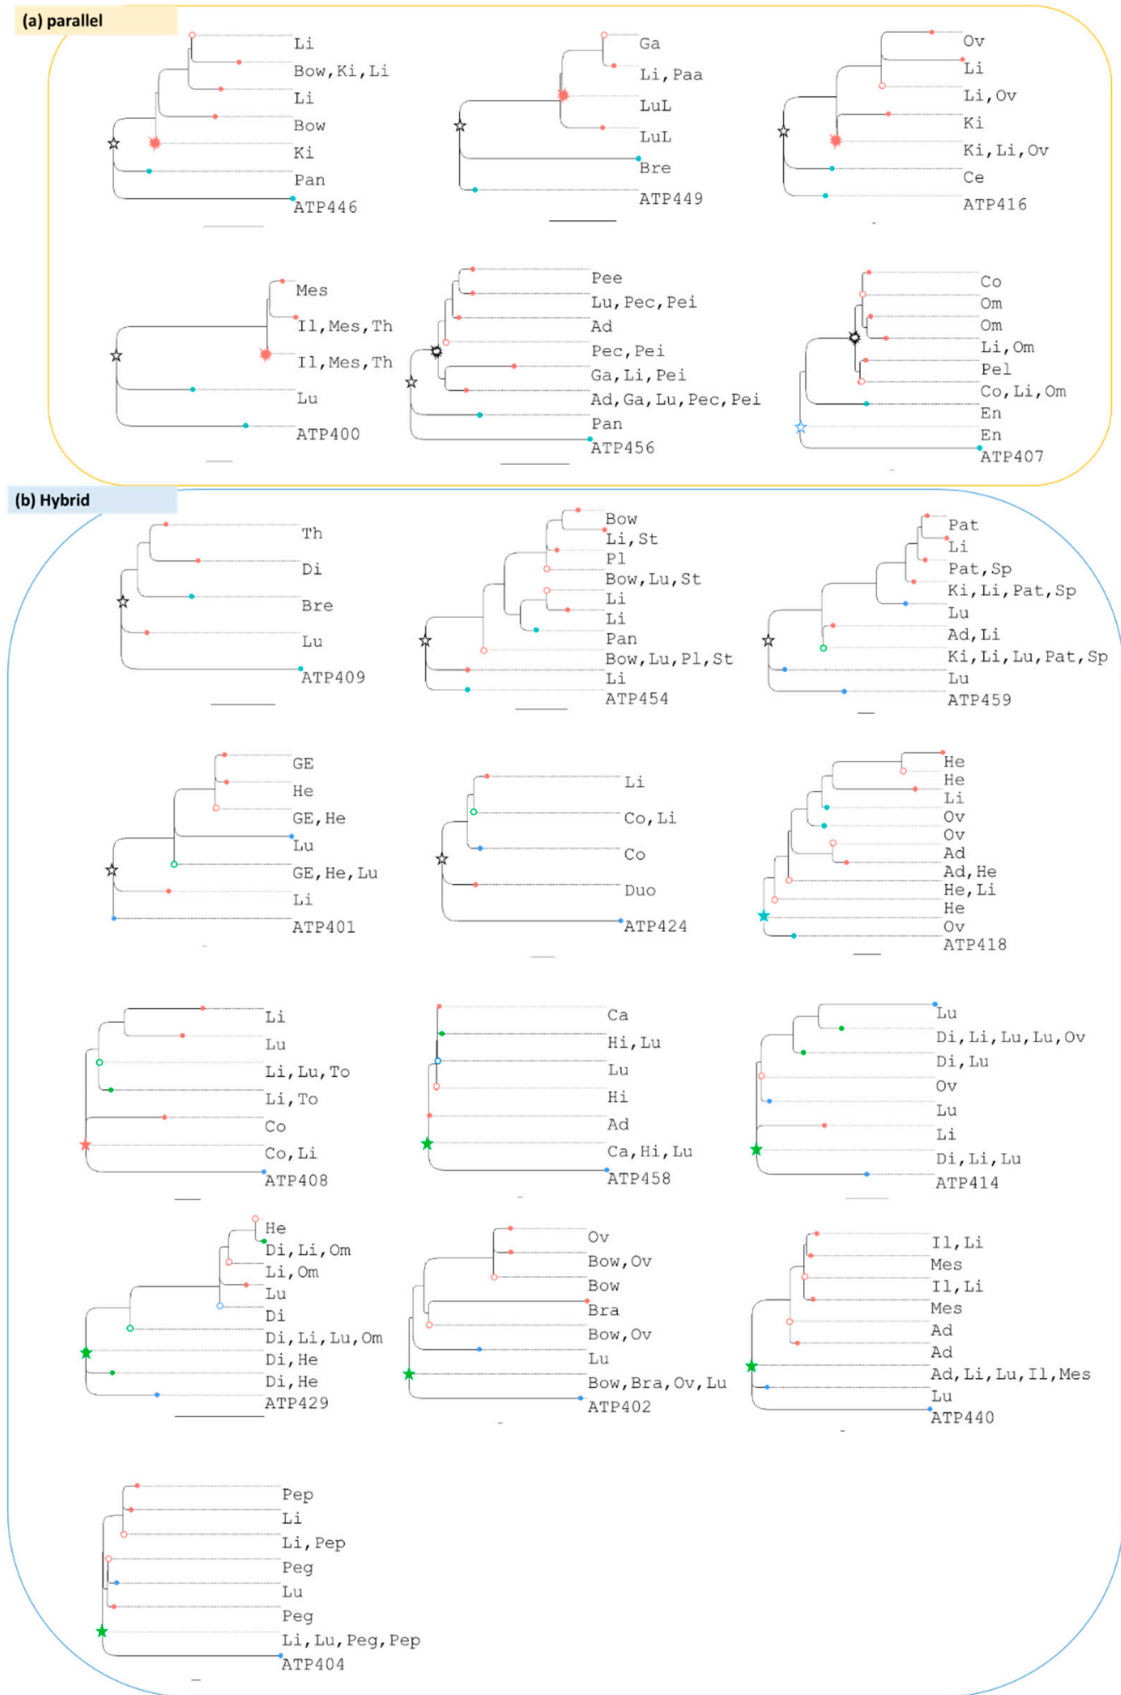 (a) parallel
Li
Bow,Ki,Li
Li
Bow
Ki
Pan
ATP446
Ga
Li,Paa
LuL
LuL
Bre
ATP449
Ov
Li
Li,Ov
Ki
Ki,Li,Ov
Ce
ATP416
Mes
Il,Mes,Th
Il,Mes,Th
Lu
ATP400
Pee
Lu,Pec,Pei
Ad
Pec,Pei
Ga,Li,Pei
Ad,Ga,Lu,Pec,Pei
Pan
ATP456
Co
Om
Om
Li,Om
Pel
Co,Li,Om
En
En
ATP407
(b) Hybrid
Th
Di
Bre
Lu
ATP409
Bow
Li,St
Pl
Bow,Lu,St
Li
Li
Pan
Bow,Lu,Pl,St
Li
ATP454
Pat
Li
Pat,Sp
Ki,Li,Pat,Sp
Lu
Ad,Li
Ki,Li,Lu,Pat,Sp
Lu
ATP459
GE
He
GE,He
Lu
GE,He,Lu
Li
ATP401
Li
Co,Li
Co
Duo
ATP424
He
He
Li
Ov
Ov
Ad
Ad,He
He,Li
He
Ov
ATP418
Li
Lu
Li,Lu,To
Li,To
Co
Co,Li
ATP408
Ca
Hi,Lu
Lu
Hi
Ad
Ca,Hi,Lu
ATP458
Lu
Di,Li,Lu,Lu,Ov
Di,Lu
Ov
Lu
Li
Di,Li,Lu
ATP414
He
Di,Li,Om
Li,Om
Lu
Di
Di,Li,Lu,Om
Di,He
Di,He
ATP429
Ov
Bow,Ov
Bow
Bra
Bow,Ov
Lu
Bow,Bra,Ov,Lu
ATP402
Il,Li
Mes
Il,Li
Mes
Ad
Ad
Ad,Li,Lu,Il,Mes
Lu
ATP440
Pep
Li
Li,Pep
Peg
Lu
Peg
Li,Lu,Peg,Pep
ATP404